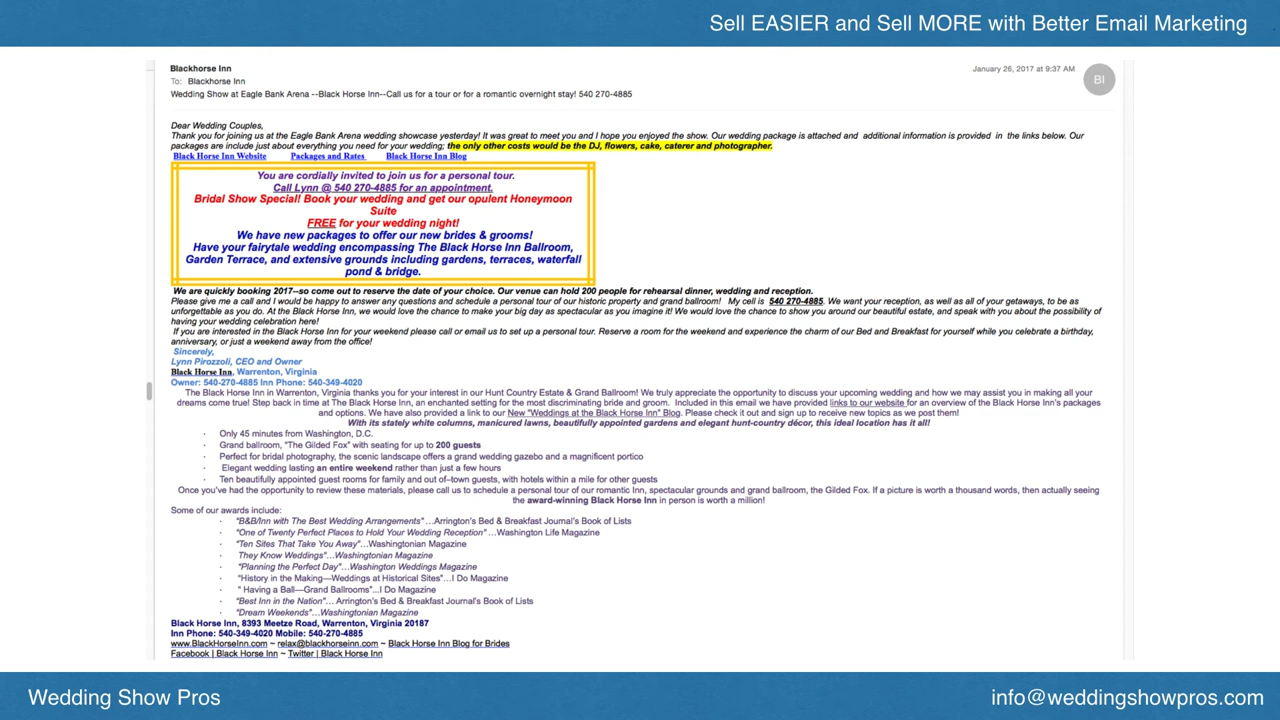 Sell EASIER and Sell MORE with Better Email Marketing
Blackhorse Inn
January 26, 2017 at 9:37 AM
BI
To: Blackhorse Inn
Wedding Show at Eagle Bank Arena --Black Horse Inn--Call us for a tour or for a romantic overnight stay! 540 270-4885
Dear Wedding Couples,
Thank you for joining us at the Eagle Bank Arena wedding showcase yesterday! It was great to meet you and I hope you enjoyed the show. Our wedding package is attached and additional information is provided in the links below. Our
packages are include just about everything you need for your wedding; the only other costs would be the DJ, flowers, cake, caterer and photographer.
Black Horse Inn Website Packages and Rates Black Horse Inn Blog
You are cordially invited to join us for a personal tour.
Call Lynn @ 540 270-4885 for an appointment.
Bridal Show Special! Book your wedding and get our opulent Honeymoon
Suite
FREE for your wedding night!
We have new packages to offer our new brides & grooms!
Have your fairytale wedding encompassing The Black Horse Inn Ballroom,
Garden Terrace, and extensive grounds including gardens, terraces, waterfall
pond & bridge.
We are quickly booking 2017--so come out to reserve the date of your choice. Our venue can hold 200 people for rehearsal dinner, wedding and reception.
Please give me a call and I would be happy to answer any questions and schedule a personal tour of our historic property and grand ballroom! My cell is 540 270-4885. We want your reception, as well as all of your getaways, to be as
unforgettable as you do. At the Black Horse Inn, we would love the chance to make your big day as spectacular as you imagine it! We would love the chance to show you around our beautiful estate, and speak with you about the possibility of
having your wedding celebration here!
If you are interested in the Black Horse Inn for your weekend please call or email us to set up a personal tour. Reserve a room for the weekend and experience the charm of our Bed and Breakfast for yourself while you celebrate a birthday,
anniversary, or just a weekend away from the office!
Sincerely,
Lynn Pirozzoli, CEO and Owner
Black Horse Inn, Warrenton, Virginia
Owner: 540-270-4885 Inn Phone: 540-349-4020
The Black Horse Inn in Warrenton, Virginia thanks you for your interest in our Hunt Country Estate & Grand Ballroom! We truly appreciate the opportunity to discuss your upcoming wedding and how we may assist you in making all your
dreams come true! Step back in time at The Black Horse Inn, an enchanted setting for the most discriminating bride and groom. Included in this email we have provided links to our website for an overview of the Black Horse Inn's packages
and options. We have also provided a link to our New "Weddings at the Black Horse Inn" Blog. Please check it out and sign up to receive new topics as we post them!
With its stately white columns, manicured lawns, beautifully appointed gardens and elegant hunt-country décor, this ideal location has it all!
· Only 45 minutes from Washington, D.C.
· Grand ballroom, "The Gilded Fox" with seating for up to 200 guests
· Perfect for bridal photography, the scenic landscape offers a grand wedding gazebo and a magnificent portico
· Elegant wedding lasting an entire weekend rather than just a few hours
· Ten beautifully appointed guest rooms for family and out of–town guests, with hotels within a mile for other guests
Once you've had the opportunity to review these materials, please call us to schedule a personal tour of our romantic Inn, spectacular grounds and grand ballroom, the Gilded Fox. If a picture is worth a thousand words, then actually seeing
the award-winning Black Horse Inn in person is worth a million!
Some of our awards include:
· "B&B/Inn with The Best Wedding Arrangements" …Arrington's Bed & Breakfast Journal's Book of Lists
· "One of Twenty Perfect Places to Hold Your Wedding Reception" …Washington Life Magazine
· "Ten Sites That Take You Away"…Washingtonian Magazine
· They Know Weddings"…Washingtonian Magazine
· "Planning the Perfect Day"…Washington Weddings Magazine
· "History in the Making—Weddings at Historical Sites"…I Do Magazine
· " Having a Ball—Grand Ballrooms"...I Do Magazine
· "Best Inn in the Nation"… Arrington's Bed & Breakfast Journal's Book of Lists
· "Dream Weekends"…Washingtonian Magazine
Black Horse Inn, 8393 Meetze Road, Warrenton, Virginia 20187
Inn Phone: 540-349-4020 Mobile: 540-270-4885
www.BlackHorseInn.com ~ relax@blackhorseinn.com ~ Black Horse Inn Blog for Brides
Facebook | Black Horse Inn ~ Twitter | Black Horse Inn
Wedding Show Pros
info@weddingshowpros.com